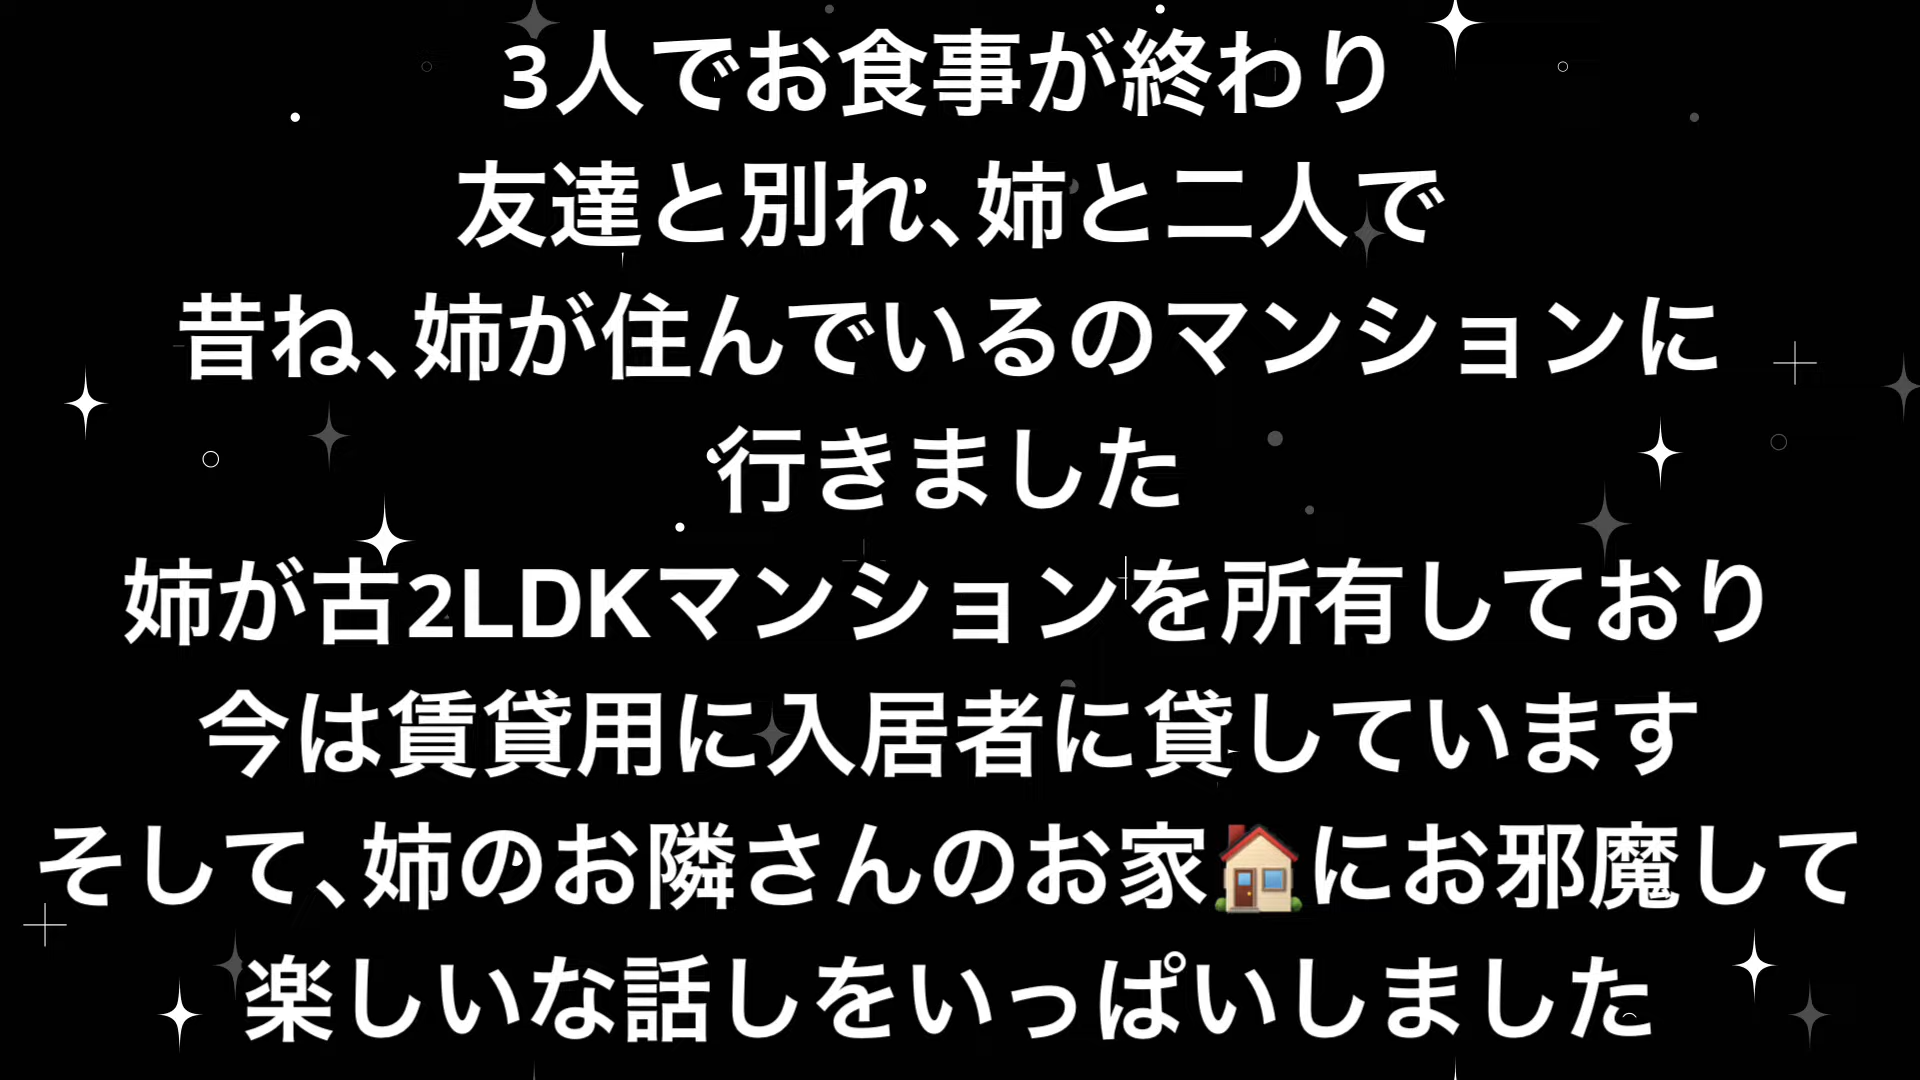 3人でお食事が終わり
友達と別れ、姉と二人で
昔ね、姉が住んでいるのマンションに
行きました
姉が古2LDKマンションを所有しており
今は賃貸用に入居者に貸しています
そして、姉のお隣さんのお家🏠にお邪魔して
楽しいな話しをいっぱいしました